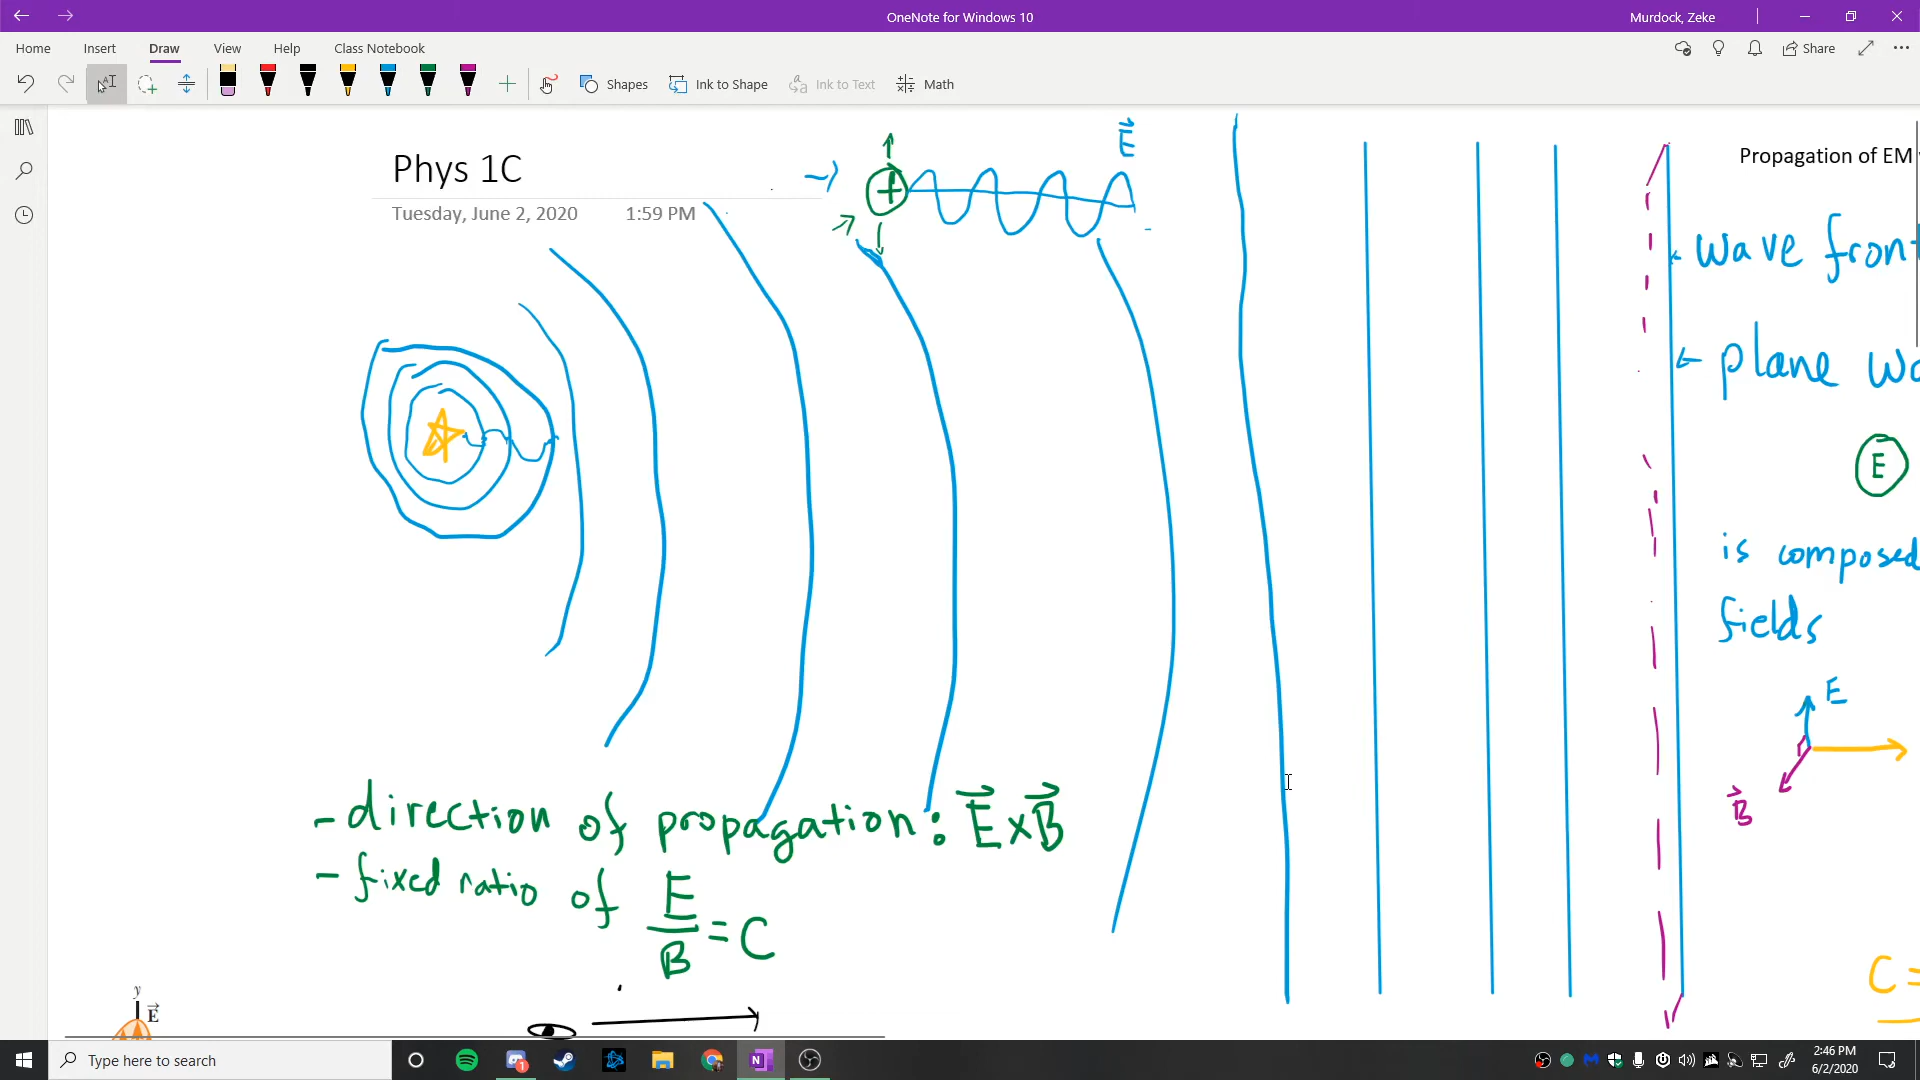 OneNote for Windows 10
Murdock, Zeke
Home Insert Draw View Help Class Notebook
Share
Shapes Ink to Shape Ink to Text Math
Phys 1C
Tuesday, June 2, 2020 1:59 PM
E
Propagation of EM
wave front
plane
E
is composed
fields
E
B
- direction of propagation: E x B
- fixed ratio of E/B = C
C =
y
E
Type here to search
2:46 PM
6/2/2020